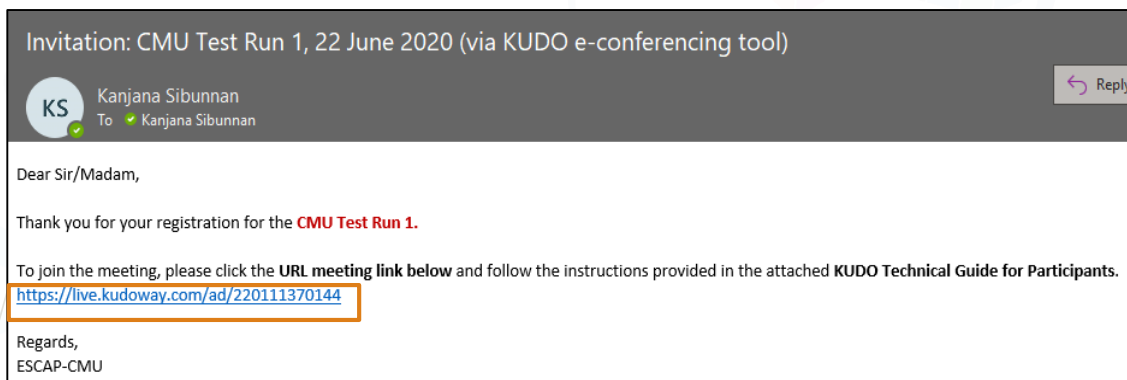 Invitation: CMU Test Run 1, 22 June 2020 (via KUDO e-conferencing tool)
KS
Kanjana Sibunnan
To Kanjana Sibunnan
Reply
Dear Sir/Madam,
Thank you for your registration for the CMU Test Run 1.
To join the meeting, please click the URL meeting link below and follow the instructions provided in the attached KUDO Technical Guide for Participants.
https://live.kudoway.com/ad/220111370144
Regards,
ESCAP-CMU